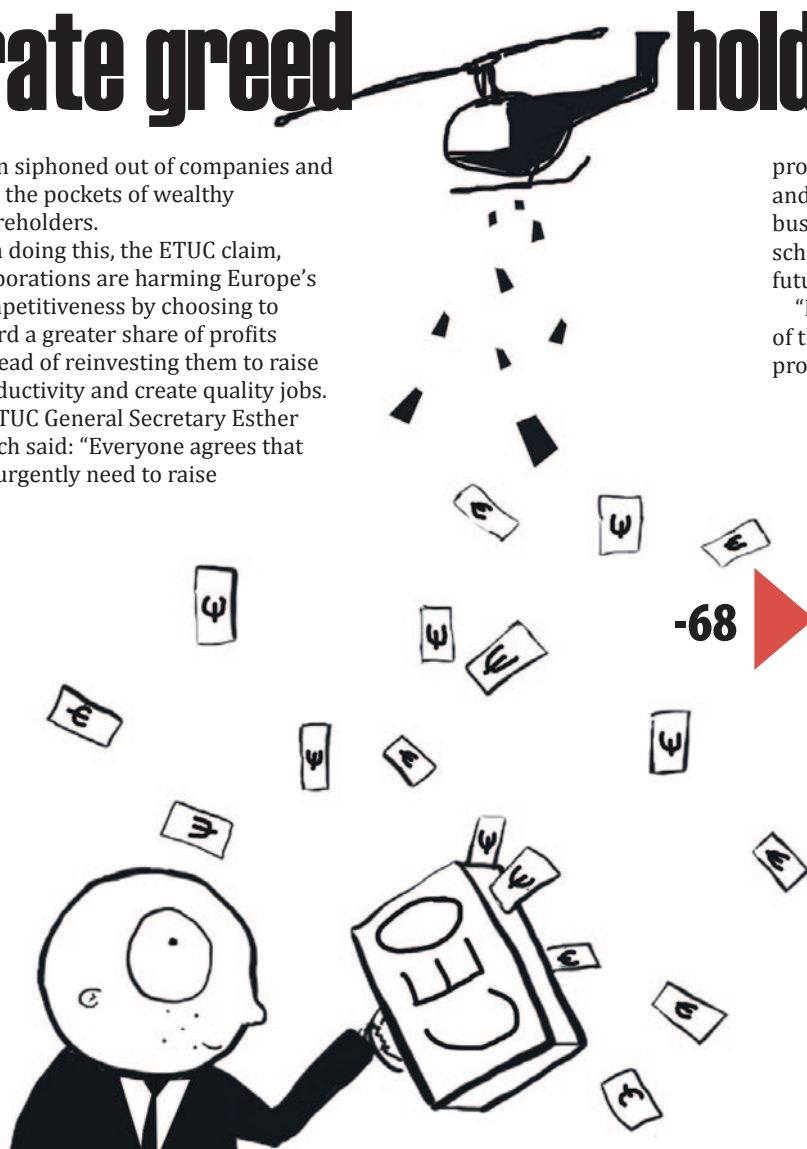 rate greed hold
n siphoned out of companies and
the pockets of wealthy
reholders.
n doing this, the ETUC claim,
porations are harming Europe’s
petitiveness by choosing to
rd a greater share of profits
ead of reinvesting them to raise
ductivity and create quality jobs.
TUC General Secretary Esther
ch said: “Everyone agrees that
urgently need to raise
pro
and
bus
sch
futu
of th
pro
€
€
€
€
€
€
-68
€
€
€
€
€
€
€
€
CEO
€
€
€